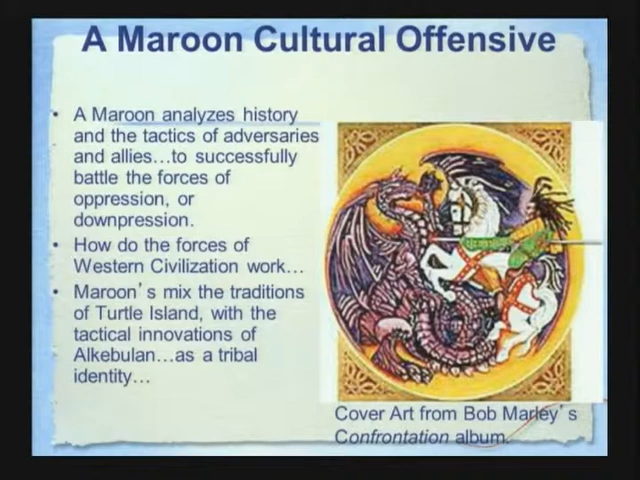 A Maroon Cultural Offensive
• A Maroon analyzes history
and the tactics of adversaries
and allies…to successfully
battle the forces of
oppression, or
downpression.
• How do the forces of
Western Civilization work…
• Maroon’s mix the traditions
of Turtle Island, with the
tactical innovations of
Alkebulan…as a tribal
identity…
Cover Art from Bob Marley’s
Confrontation album.